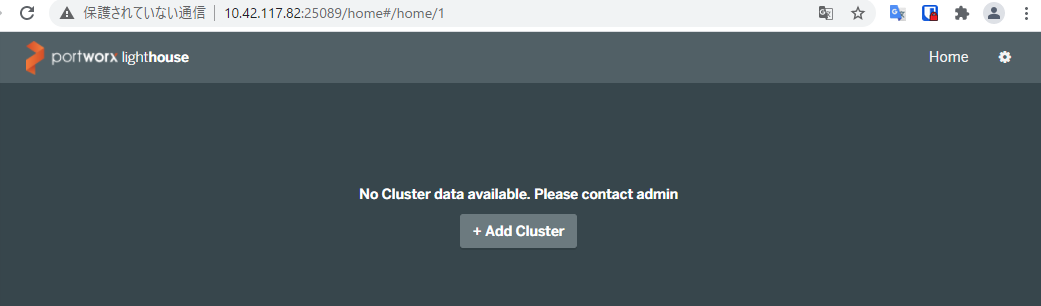 保護されていない通信 10.42.117.82:25089/home#/home/1
portworx lighthouse Home
No Cluster data available. Please contact admin
+ Add Cluster